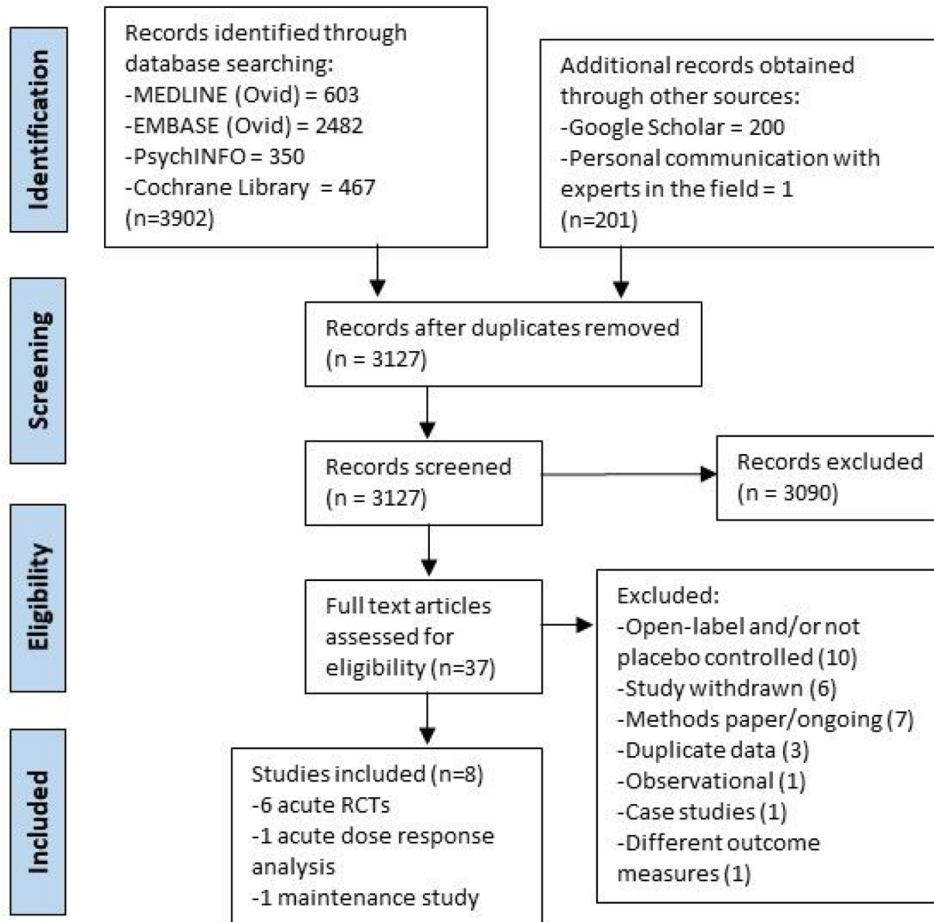 Identification
Records identified through
database searching:
-MEDLINE (Ovid) = 603
-EMBASE (Ovid) = 2482
-PsychINFO = 350
-Cochrane Library = 467
(n=3902)
Additional records obtained
through other sources:
-Google Scholar = 200
-Personal communication with
experts in the field = 1
(n=201)
Screening
Records after duplicates removed
(n = 3127)
Records screened
(n = 3127)
Records excluded
(n = 3090)
Eligibility
Full text articles
assessed for
eligibility (n=37)
Excluded:
-Open-label and/or not
placebo controlled (10)
-Study withdrawn (6)
-Methods paper/ongoing (7)
-Duplicate data (3)
-Observational (1)
-Case studies (1)
-Different outcome
measures (1)
Included
Studies included (n=8)
-6 acute RCTs
-1 acute dose response
analysis
-1 maintenance study